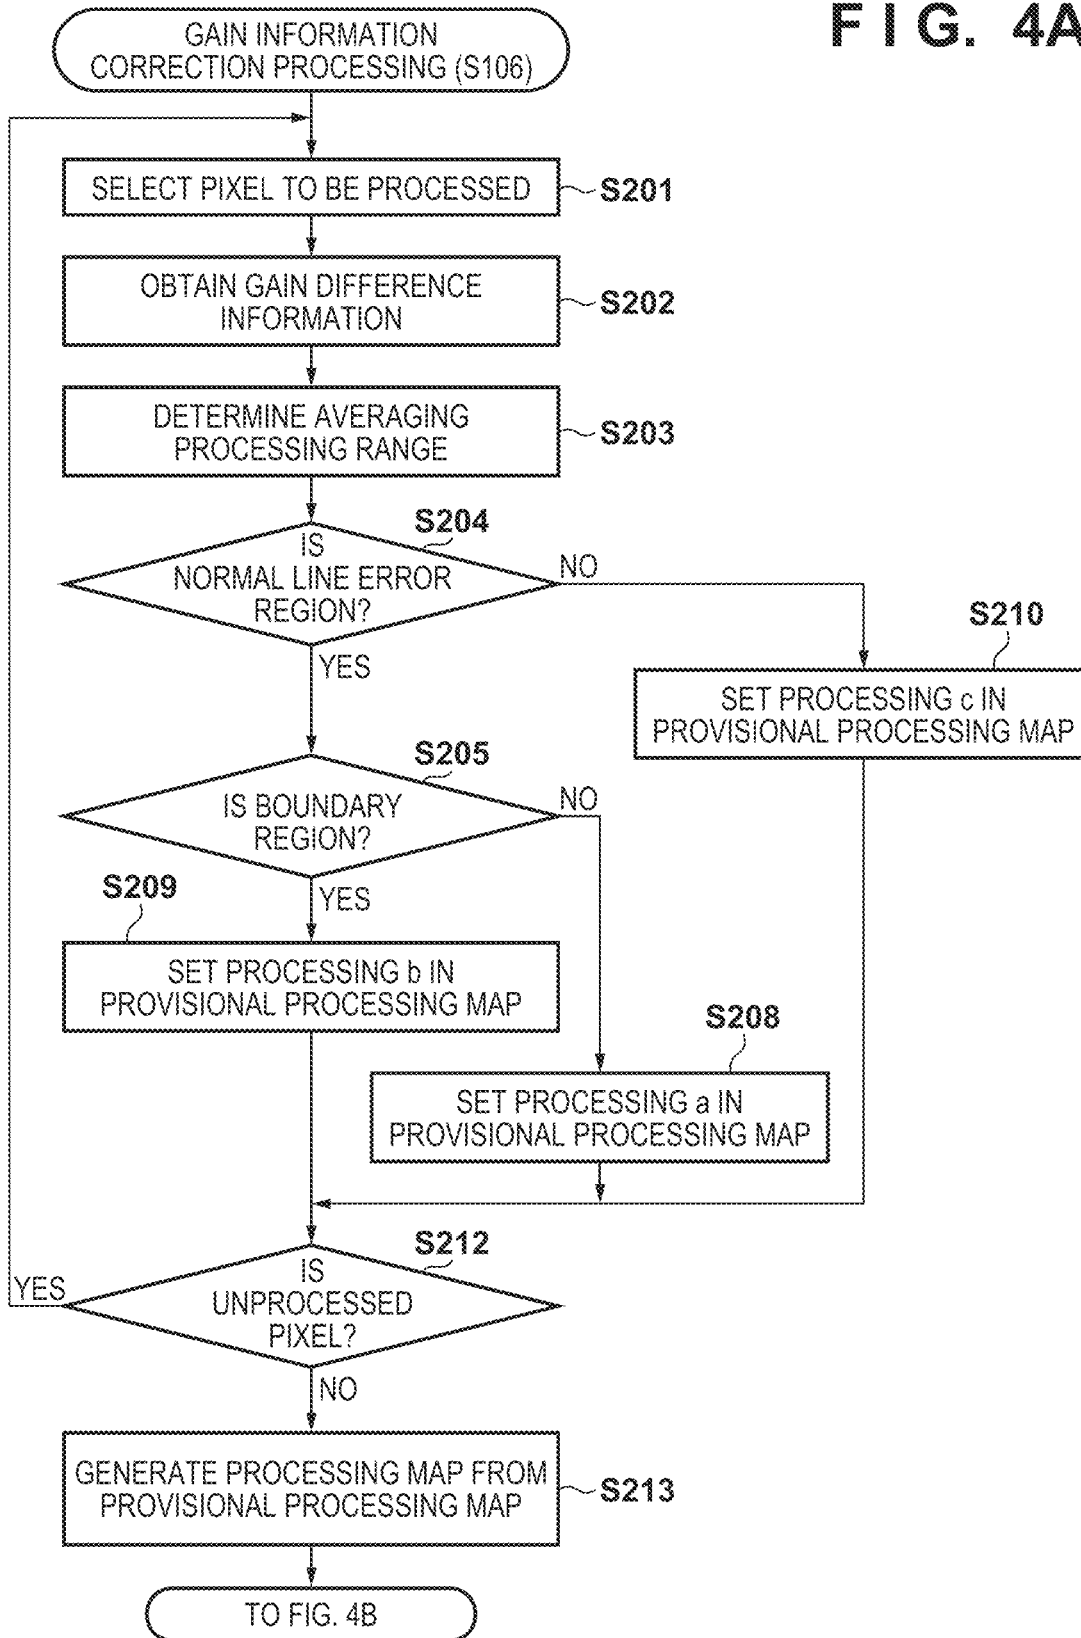 FIG. 4A
GAIN INFORMATION
CORRECTION PROCESSING (S106)
SELECT PIXEL TO BE PROCESSED
S201
OBTAIN GAIN DIFFERENCE
INFORMATION
S202
DETERMINE AVERAGING
PROCESSING RANGE
S203
S204
IS
NORMAL LINE ERROR
REGION?
NO
YES
S210
SET PROCESSING c IN
PROVISIONAL PROCESSING MAP
S205
IS BOUNDARY
REGION?
NO
YES
S209
SET PROCESSING b IN
PROVISIONAL PROCESSING MAP
S208
SET PROCESSING a IN
PROVISIONAL PROCESSING MAP
S212
IS
UNPROCESSED
PIXEL?
YES
NO
GENERATE PROCESSING MAP FROM
PROVISIONAL PROCESSING MAP
S213
TO FIG. 4B